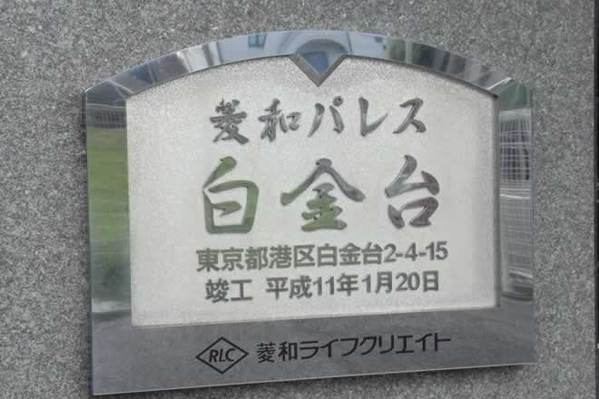 菱和パレス
白金台
東京都港区白金台2-4-15
竣工 平成11年1月20日
RLC 菱和ライフクリエイト